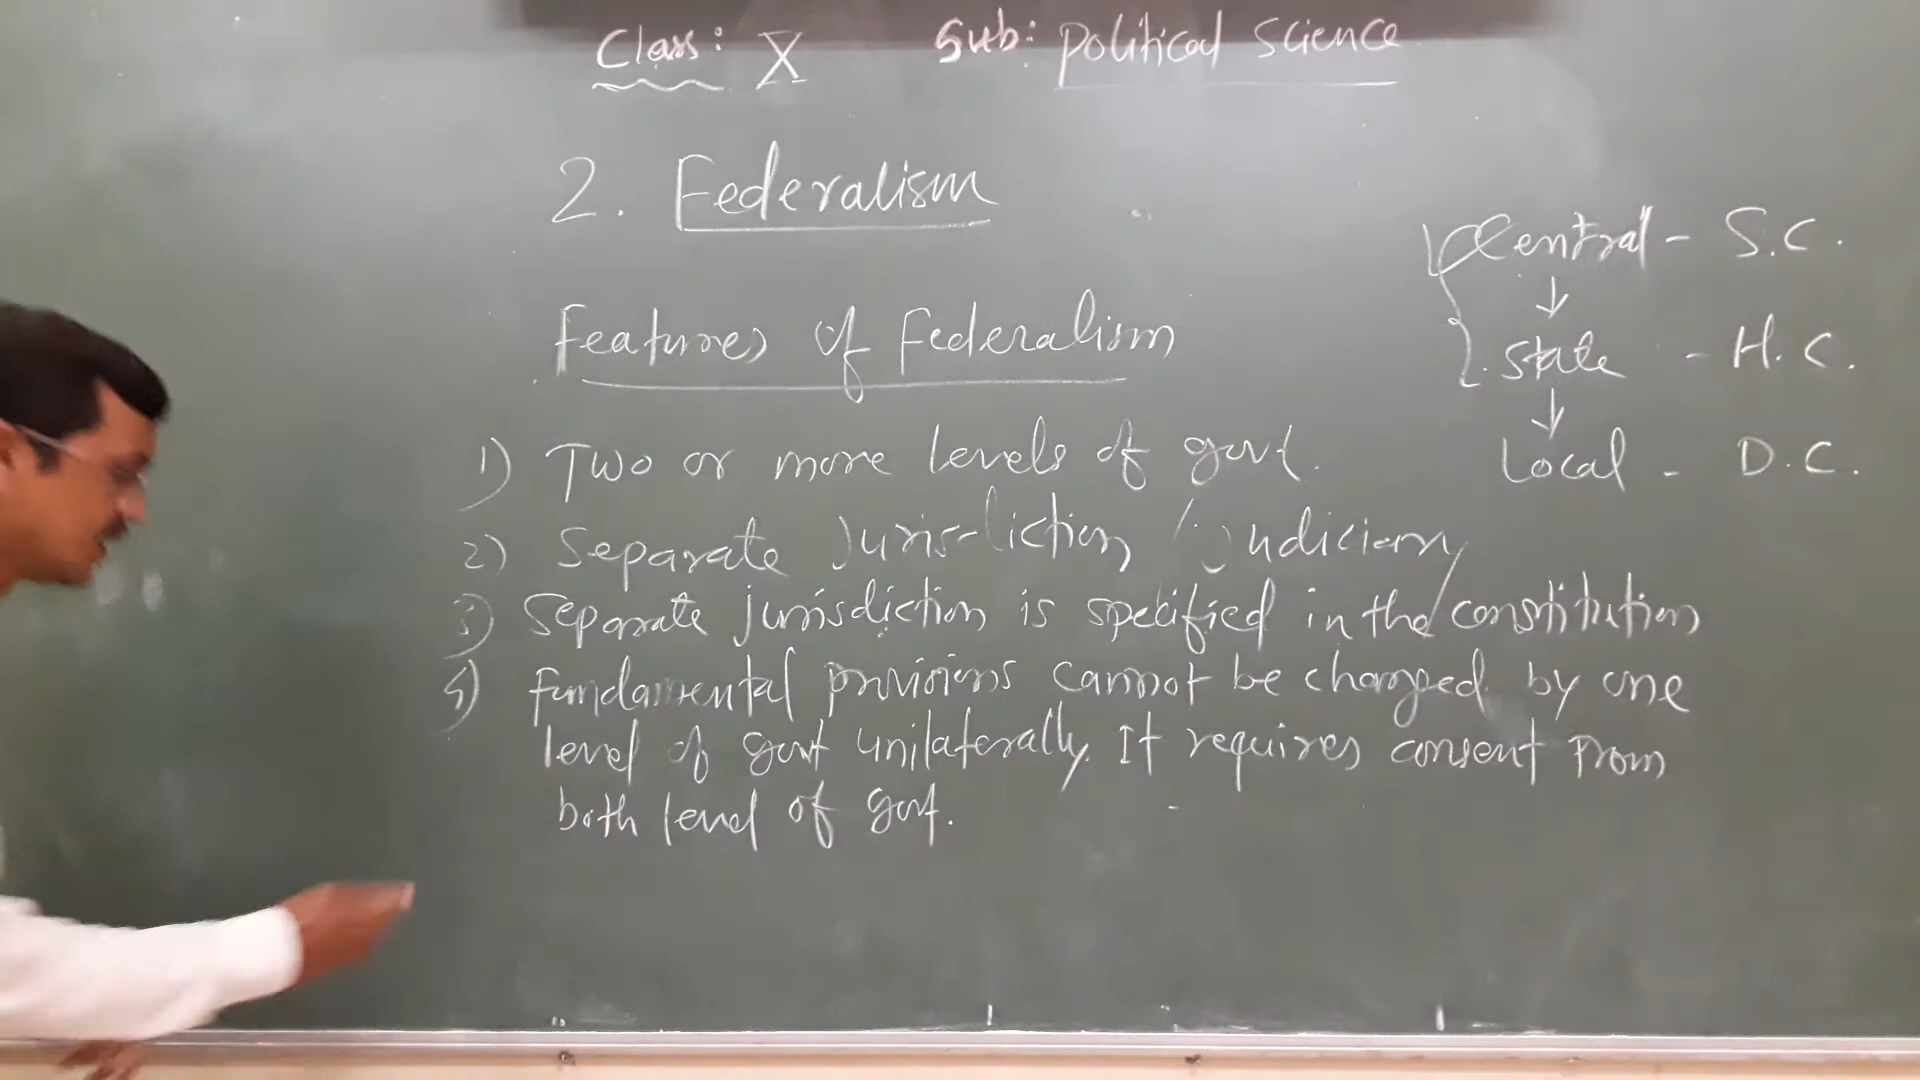 Class: X Sub: Political Science
2. Federalism
Features of Federalism
1) Two or more levels of govt.
2) Separate Jurisdiction / Judiciary
3) Separate jurisdiction is specified in the constitution
4) Fundamental provisions cannot be changed by one
level of govt unilaterally. It requires consent from
both level of govt.
Central - S.C.
↓
State - H.C.
↓
Local - D.C.